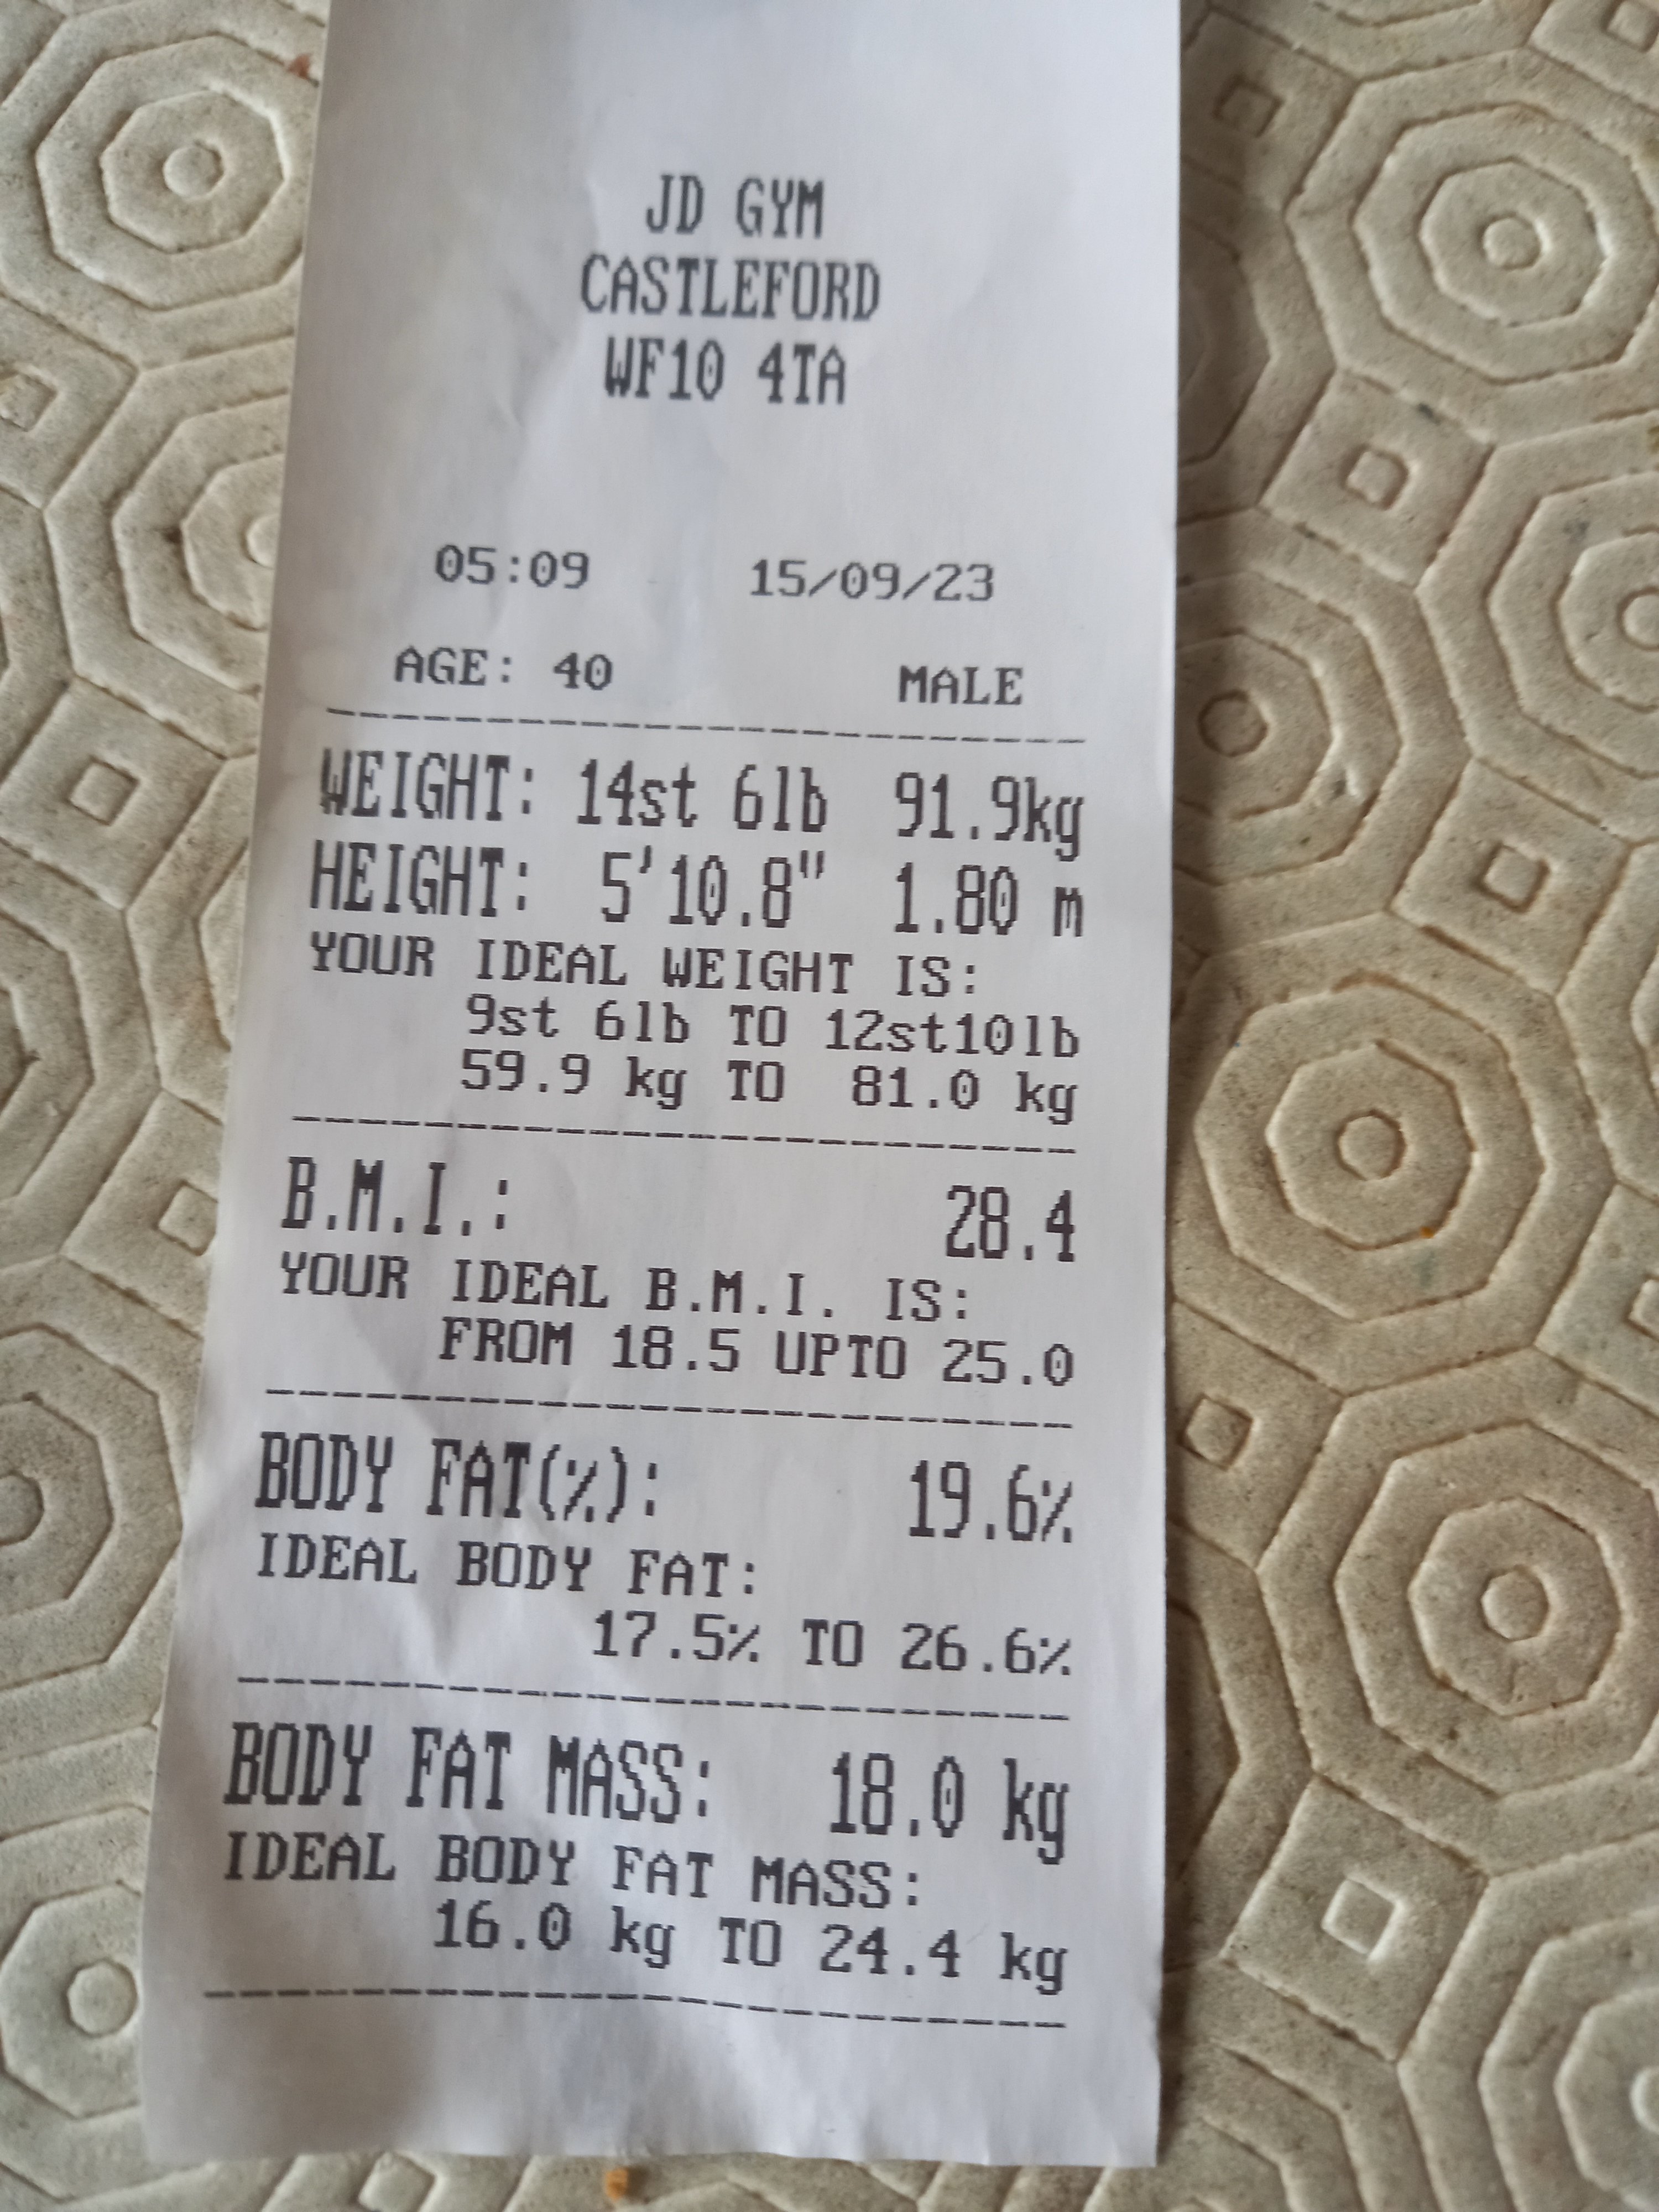 JD GYM
CASTLEFORD
WF10 4TA
05:09 15/09/23
AGE: 40 MALE
WEIGHT: 14st 6lb 91.9kg
HEIGHT: 5'10.8" 1.80 m
YOUR IDEAL WEIGHT IS:
9st 6lb TO 12st10lb
59.9 kg TO 81.0 kg
B.M.I.: 28.4
YOUR IDEAL B.M.I. IS:
FROM 18.5 UPTO 25.0
BODY FAT(%): 19.6%
IDEAL BODY FAT:
17.5% TO 26.6%
BODY FAT MASS: 18.0 kg
IDEAL BODY FAT MASS:
16.0 kg TO 24.4 kg